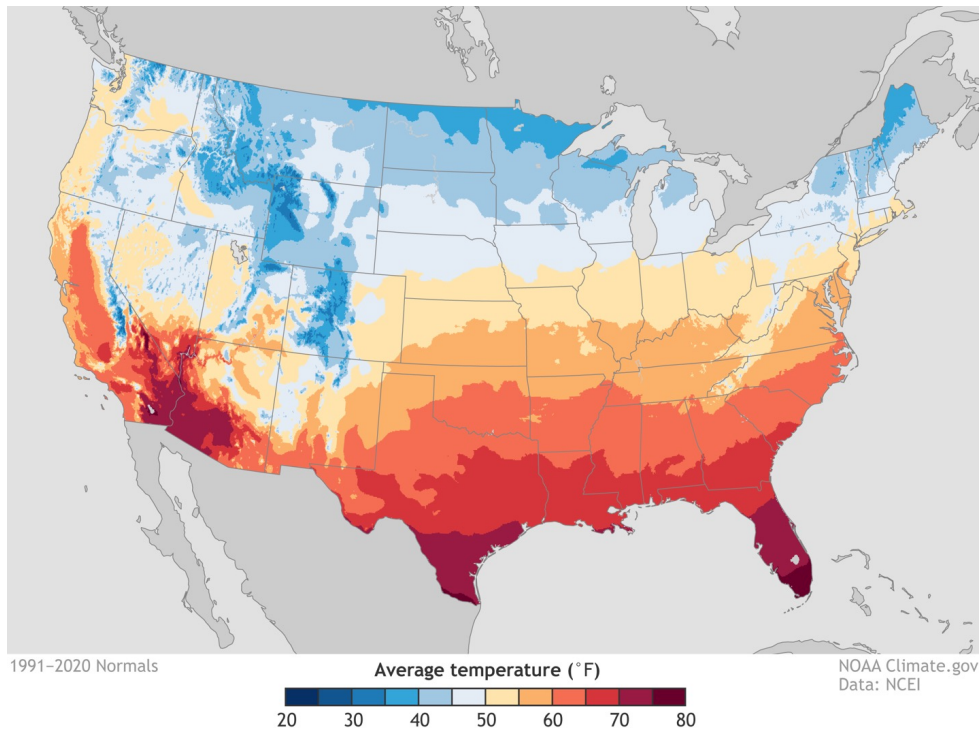 1991–2020 Normals
Average temperature (°F)
NOAA Climate.gov
Data: NCEI
20 30 40 50 60 70 80